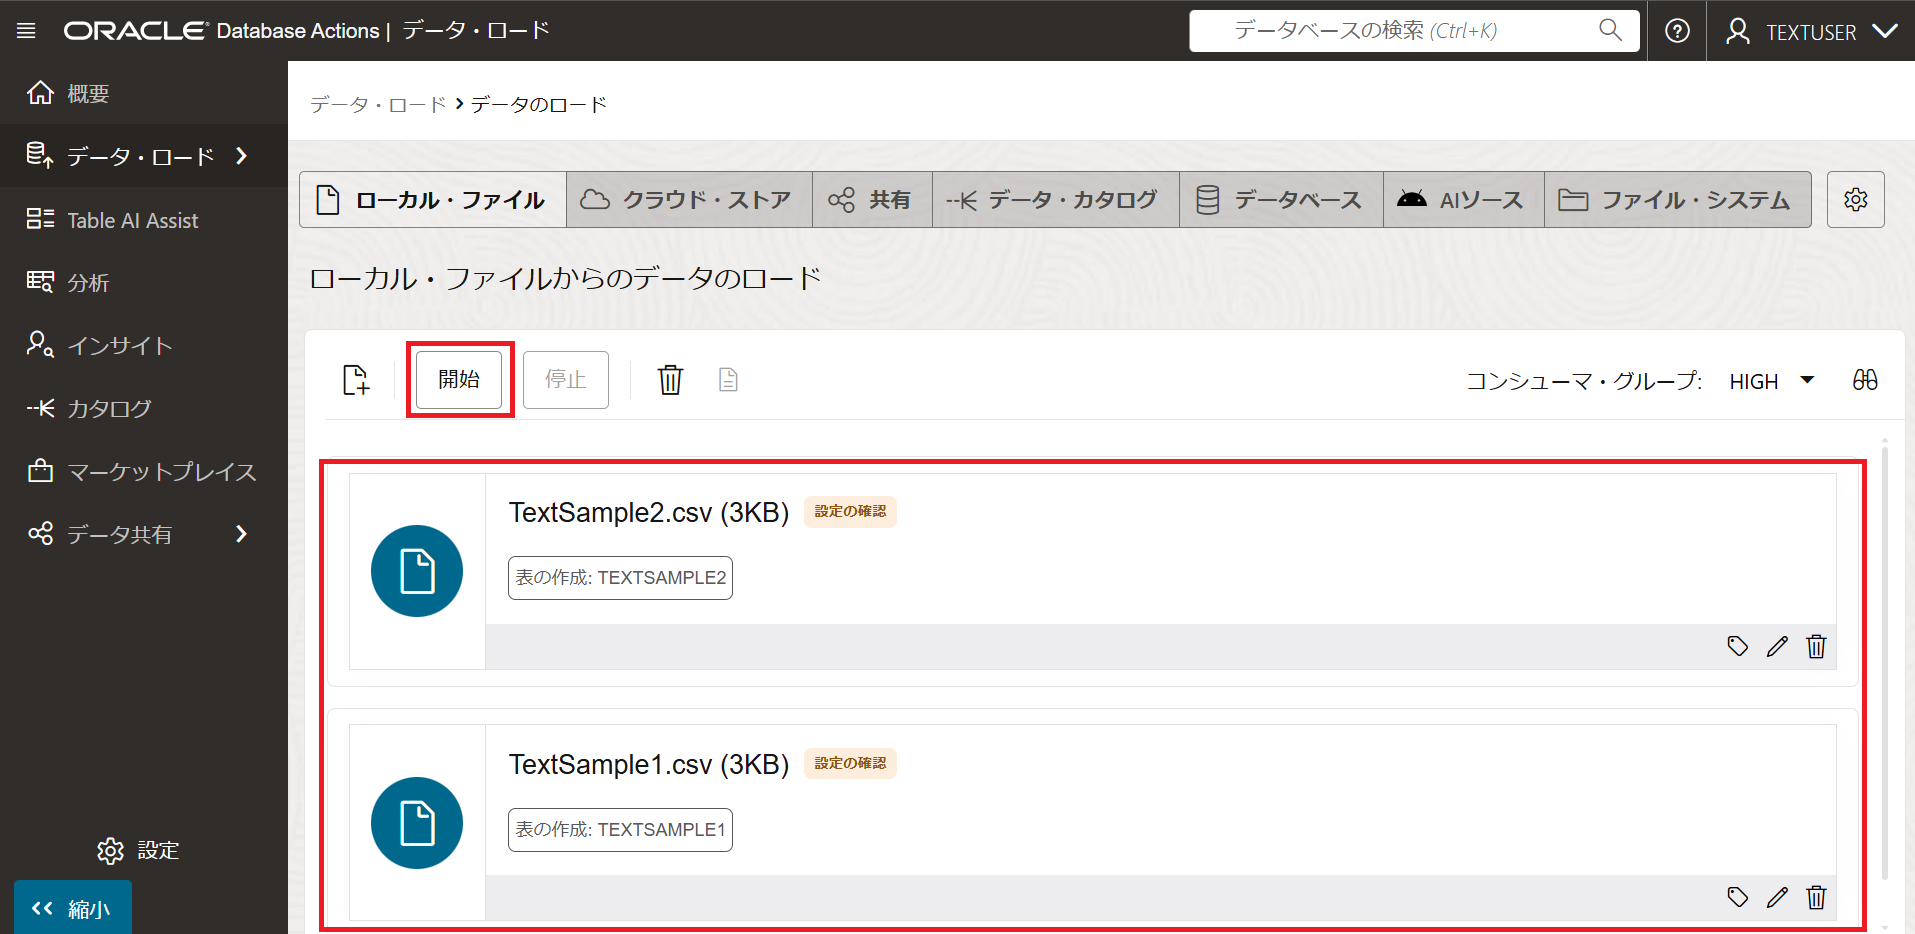 ORACLE Database Actions | データ・ロード
データベースの検索 (Ctrl+K)
TEXTUSER
概要
データ・ロード
Table AI Assist
分析
インサイト
カタログ
マーケットプレイス
データ共有
設定
縮小
データ・ロード > データのロード
ローカル・ファイル
クラウド・ストア
共有
データ・カタログ
データベース
AIソース
ファイル・システム
ローカル・ファイルからのデータのロード
開始
停止
コンシューマ・グループ: HIGH
TextSample2.csv (3KB) 設定の確認
表の作成: TEXTSAMPLE2
TextSample1.csv (3KB) 設定の確認
表の作成: TEXTSAMPLE1